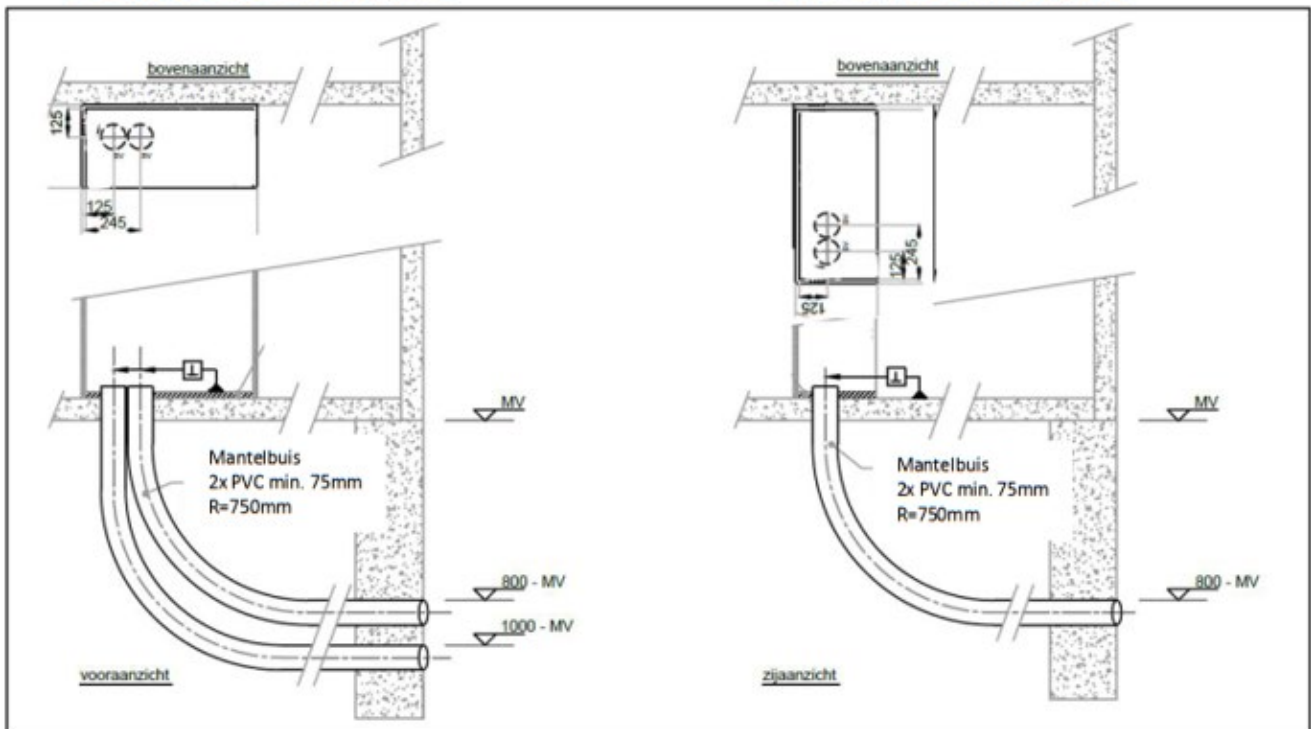 bovenaanzicht
125
125
245
MV
Mantelbuis
2x PVC min. 75mm
R=750mm
800 - MV
1000 - MV
vooraanzicht
bovenaanzicht
245
125
125
MV
Mantelbuis
2x PVC min. 75mm
R=750mm
800 - MV
zijaanzicht